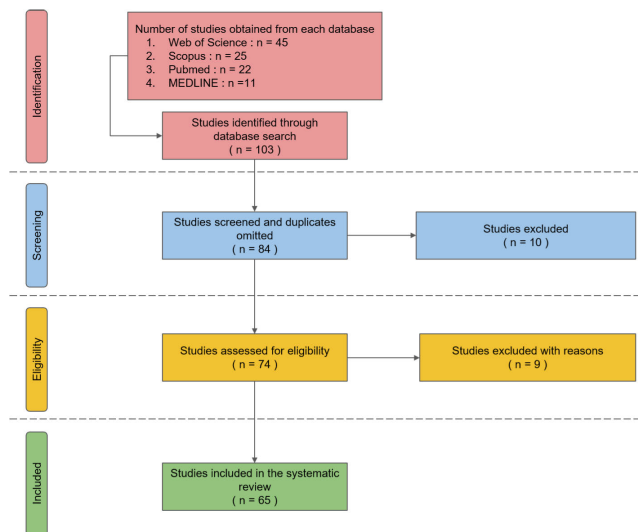 Identification
Number of studies obtained from each database
1. Web of Science : n = 45
2. Scopus : n = 25
3. Pubmed : n = 22
4. MEDLINE : n =11
Studies identified through
database search
( n = 103 )
Screening
Studies screened and duplicates
omitted
( n = 84 )
Studies excluded
( n = 10 )
Eligibility
Studies assessed for eligibility
( n = 74 )
Studies excluded with reasons
( n = 9 )
Included
Studies included in the systematic
review
( n = 65 )